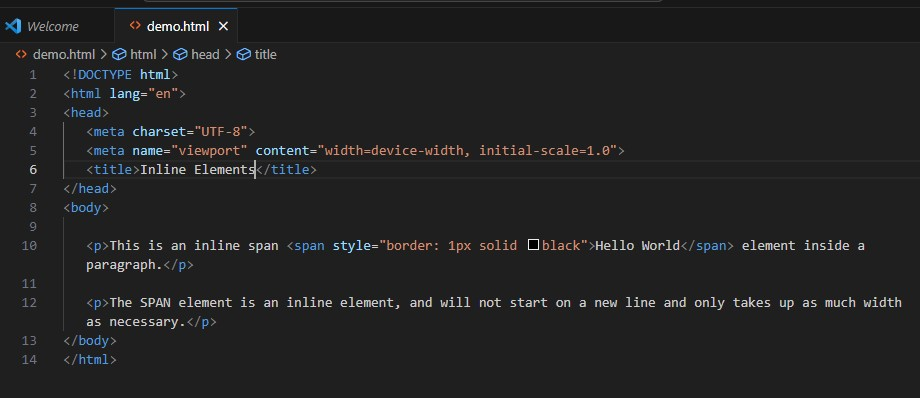 Welcome
demo.html
demo.html > html > head > title
1 <!DOCTYPE html>
2 <html lang="en">
3 <head>
4 <meta charset="UTF-8">
5 <meta name="viewport" content="width=device-width, initial-scale=1.0">
6 <title>Inline Elements</title>
7 </head>
8 <body>
9
10 <p>This is an inline span <span style="border: 1px solid black">Hello World</span> element inside a
paragraph.</p>
11
12 <p>The SPAN element is an inline element, and will not start on a new line and only takes up as much width
as necessary.</p>
13 </body>
14 </html>